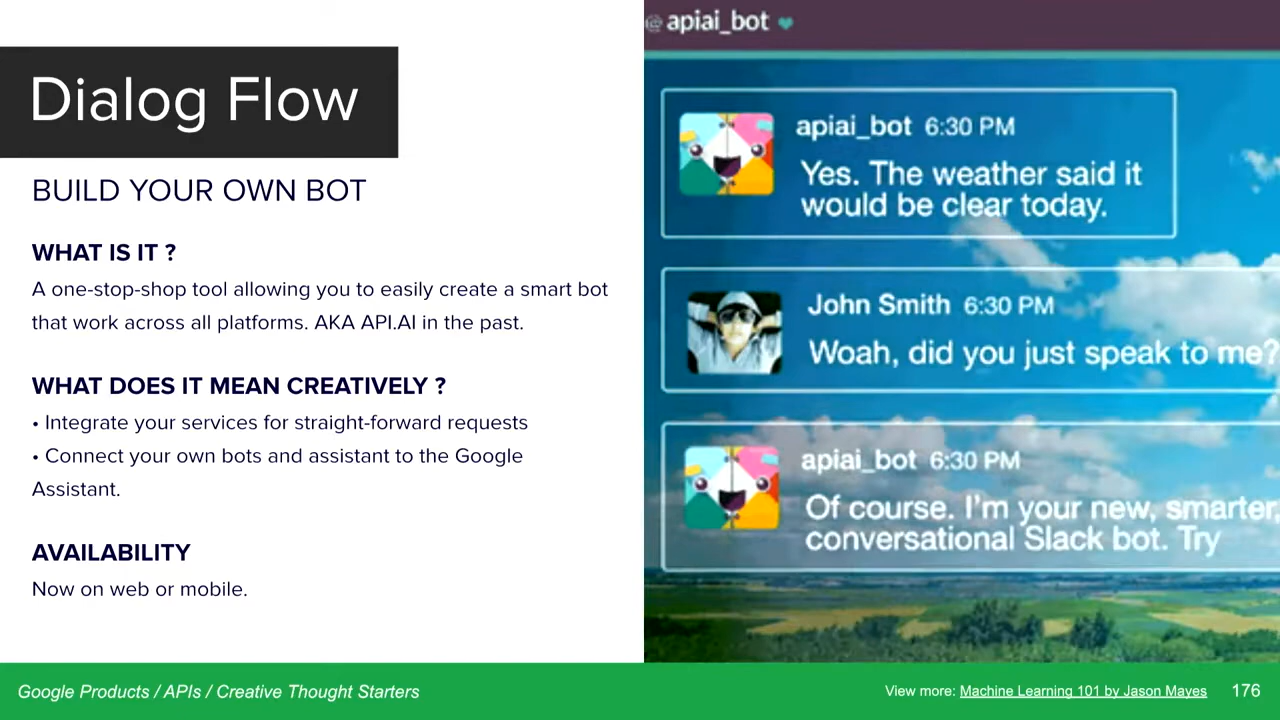 Dialog Flow
BUILD YOUR OWN BOT
WHAT IS IT ?
A one-stop-shop tool allowing you to easily create a smart bot
that work across all platforms. AKA API.AI in the past.
WHAT DOES IT MEAN CREATIVELY ?
• Integrate your services for straight-forward requests
• Connect your own bots and assistant to the Google
Assistant.
AVAILABILITY
Now on web or mobile.
@ apiai_bot
apiai_bot 6:30 PM
Yes. The weather said it
would be clear today.
John Smith 6:30 PM
Woah, did you just speak to me?
apiai_bot 6:30 PM
Of course. I'm your new, smarter,
conversational Slack bot. Try
Google Products / APIs / Creative Thought Starters
View more: Machine Learning 101 by Jason Mayes 176